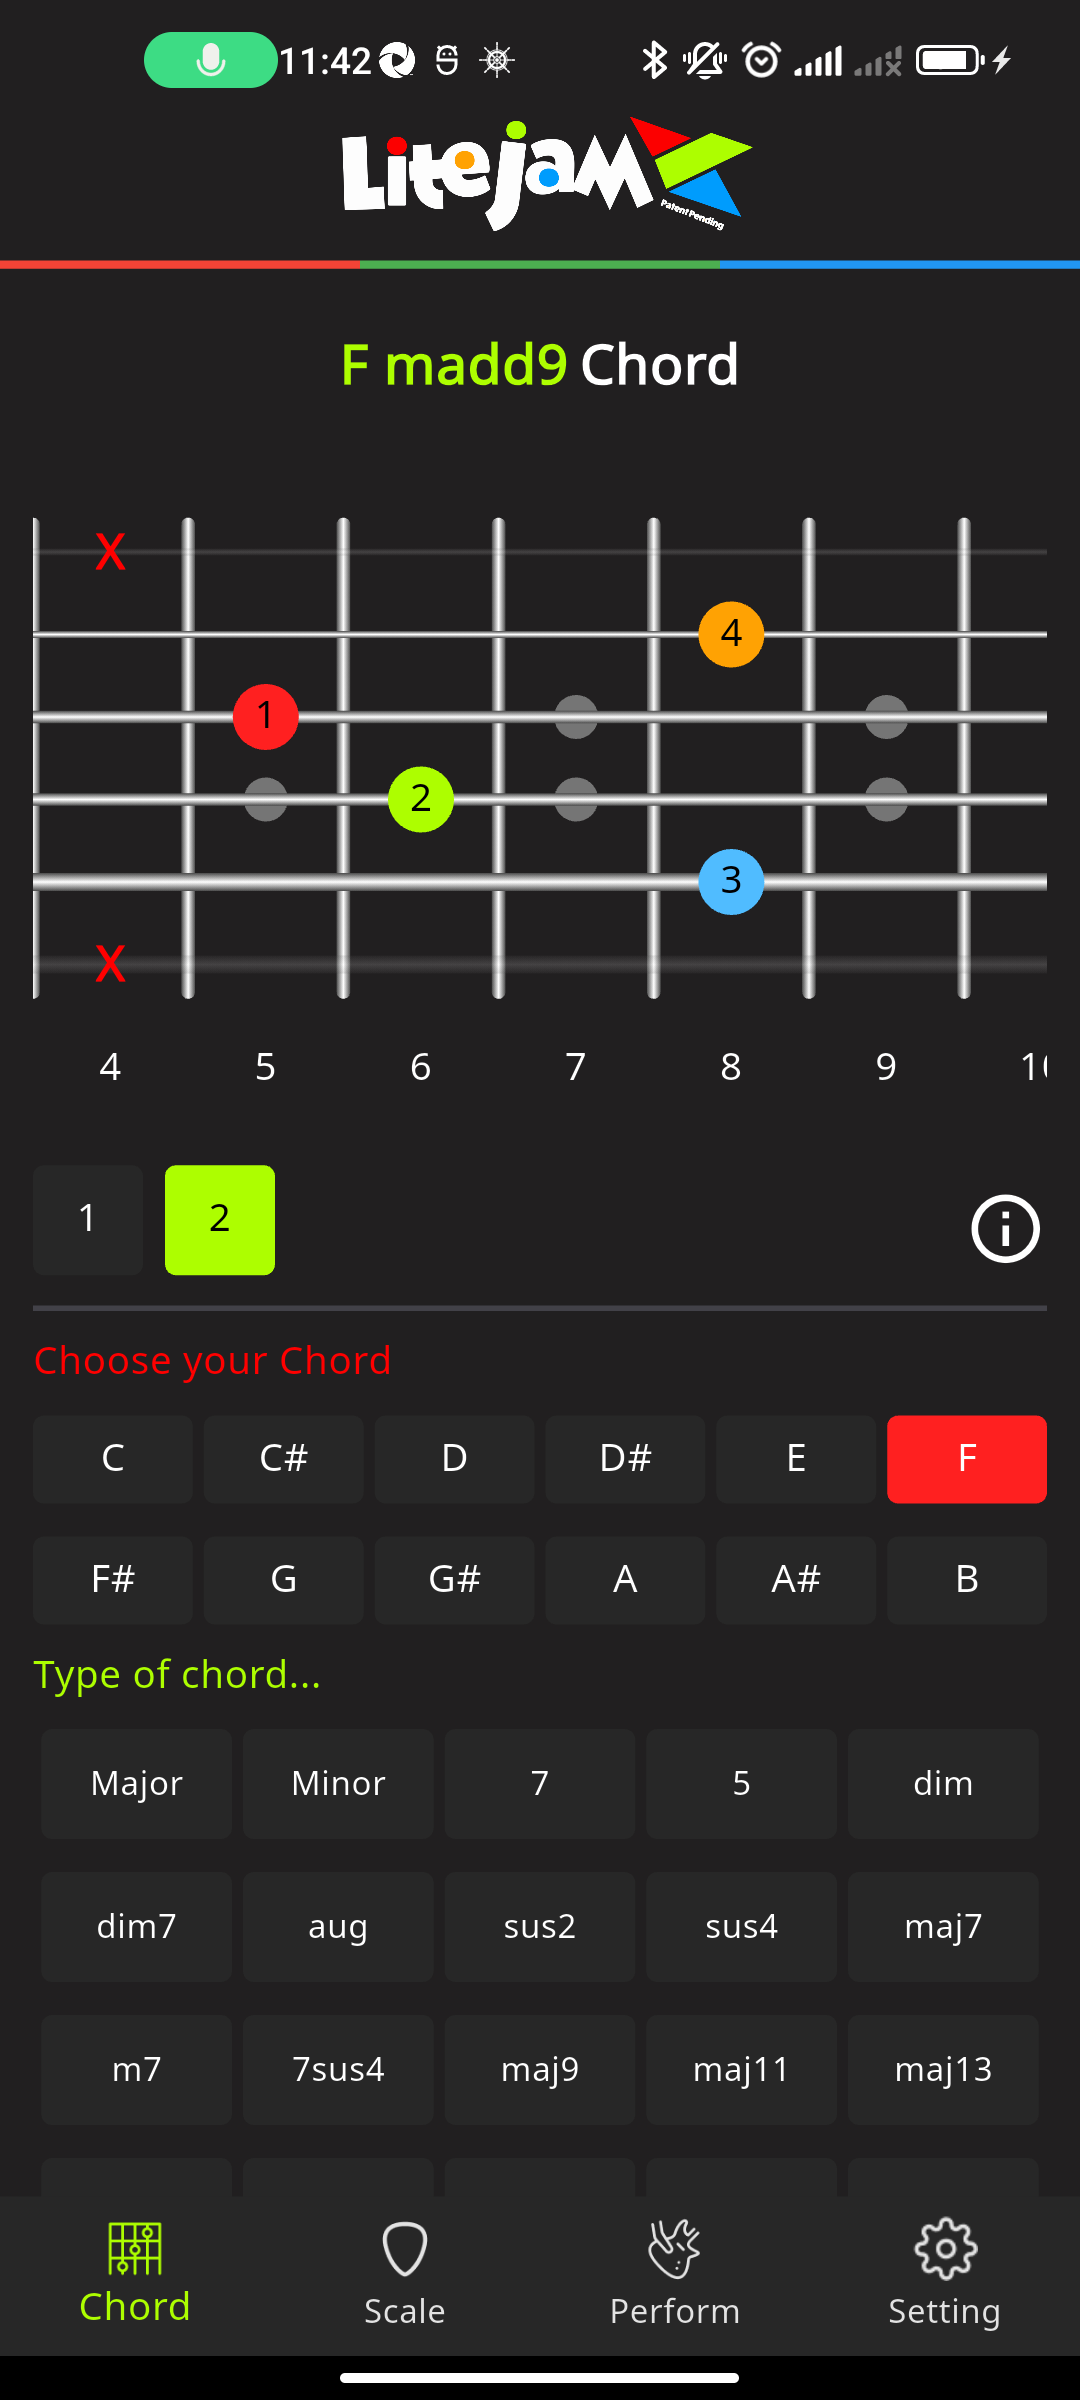 11:42
Litejam
Patent Pending
F madd9 Chord
X
4
1
2
3
X
4 5 6 7 8 9
1 2
Choose your Chord
C C# D D# E F
F# G G# A A# B
Type of chord...
Major Minor 7 5 dim
dim7 aug sus2 sus4 maj7
m7 7sus4 maj9 maj11 maj13
Chord Scale Perform Setting